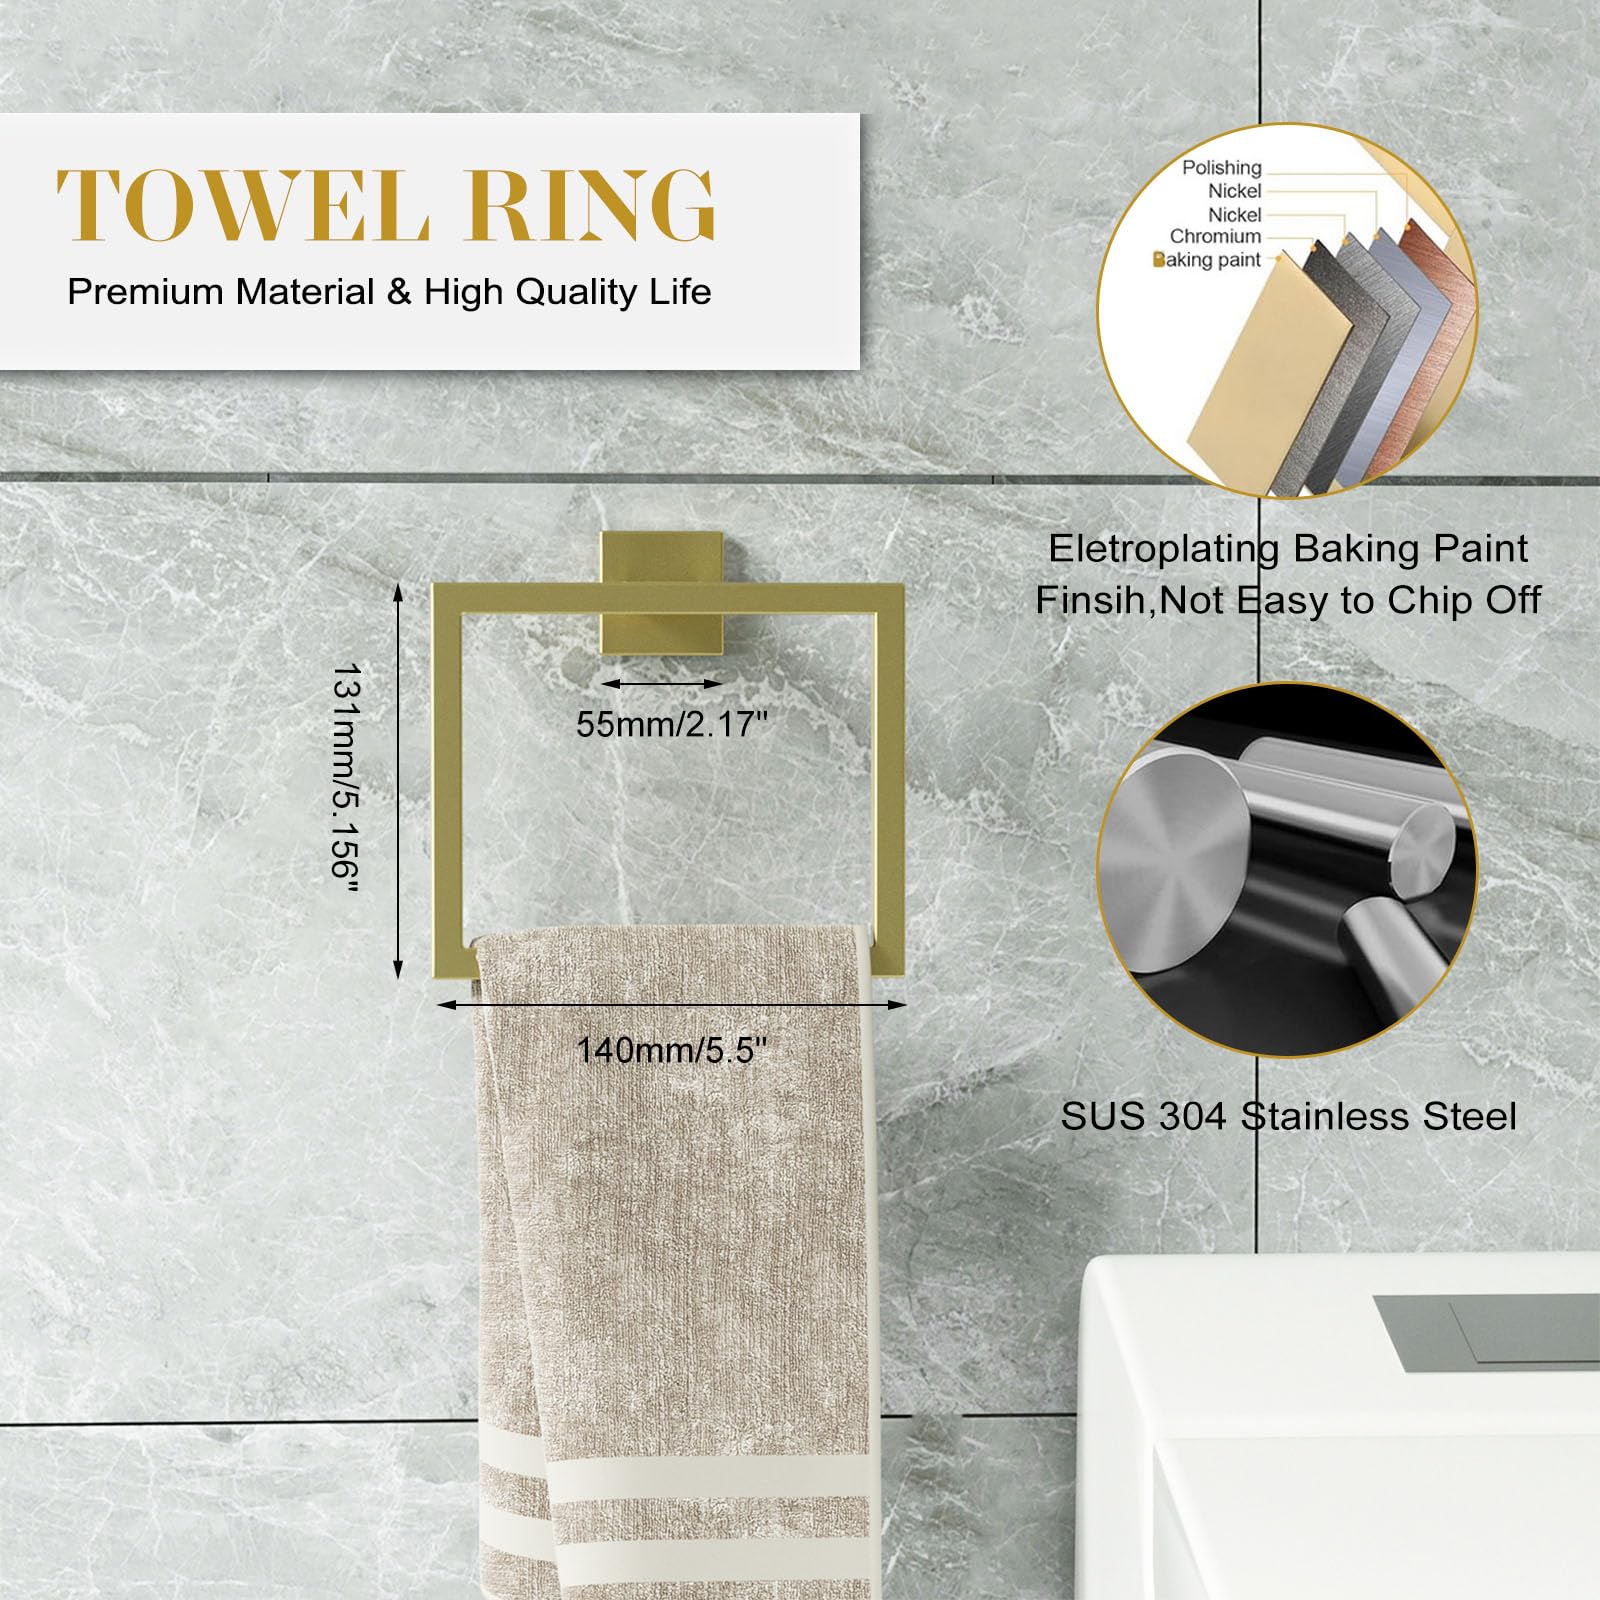 TOWEL RING
Premium Material & High Quality Life
Polishing
Nickel
Nickel
Chromium
Baking paint
Eletroplating Baking Paint
Finsih,Not Easy to Chip Off
131mm/5.156"
55mm/2.17"
140mm/5.5"
SUS 304 Stainless Steel